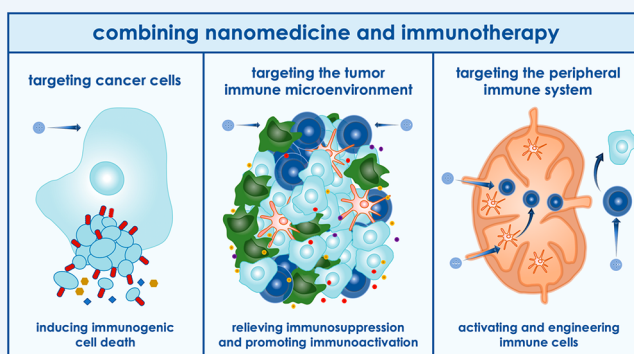 combining nanomedicine and immunotherapy
targeting cancer cells
inducing immunogenic
cell death
targeting the tumor
immune microenvironment
relieving immunosuppression
and promoting immunoactivation
targeting the peripheral
immune system
activating and engineering
immune cells